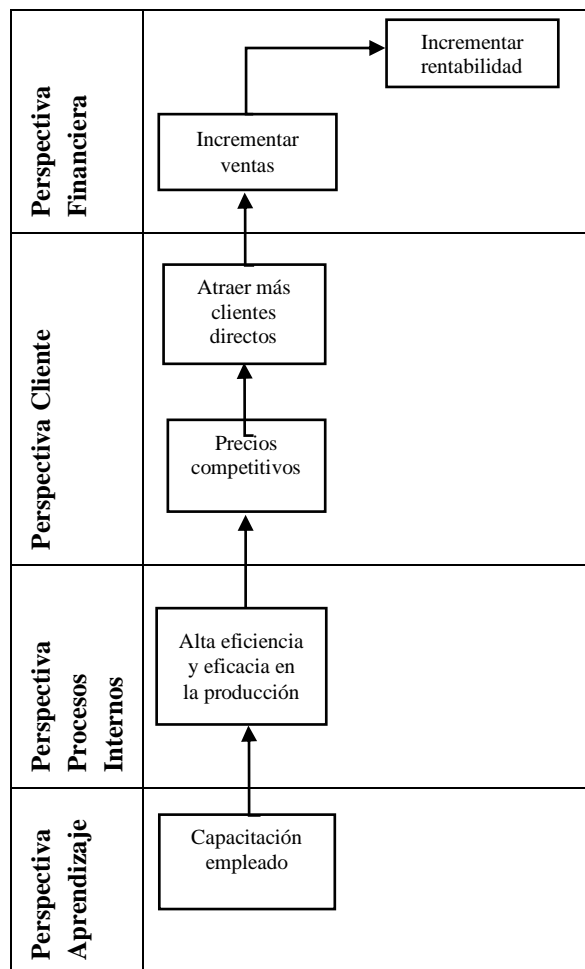 Perspectiva
Financiera
Incrementar
rentabilidad
Incrementar
ventas
Perspectiva Cliente
Atraer más
clientes
directos
Precios
competitivos
Perspectiva
Procesos
Internos
Alta eficiencia
y eficacia en
la producción
Perspectiva
Aprendizaje
Capacitación
empleado